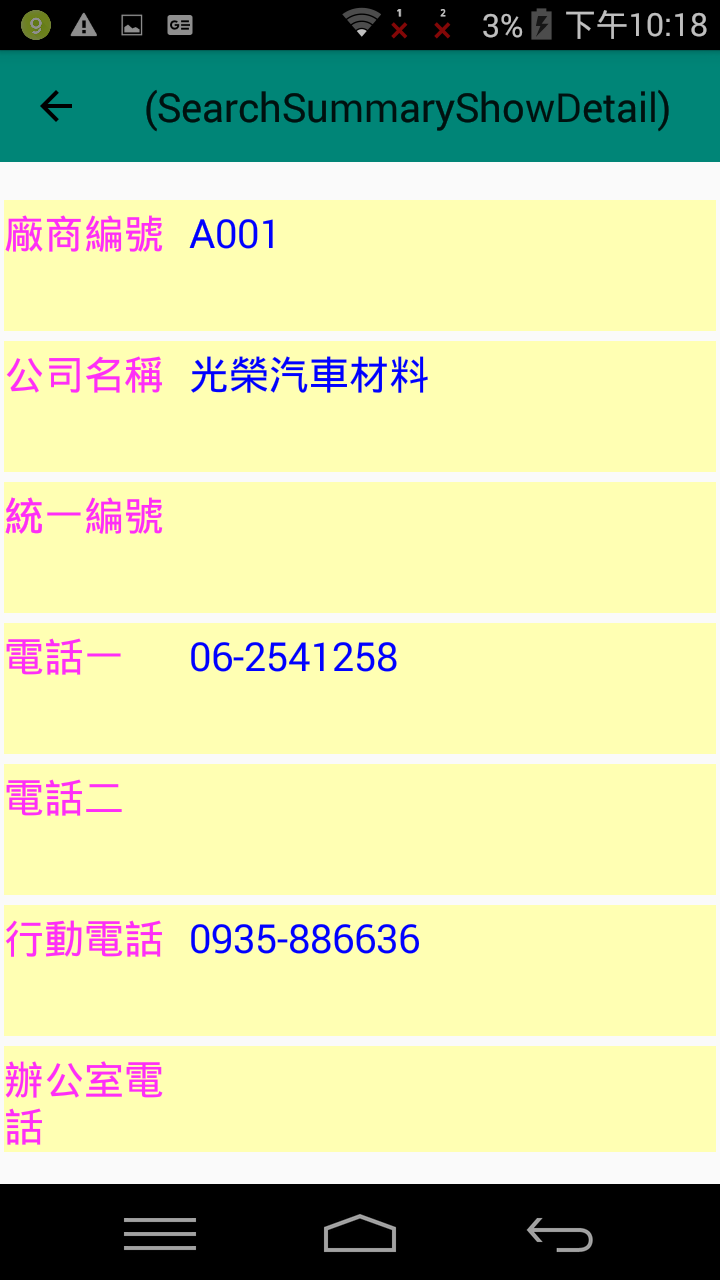 9 1 2 3% 下午10:18
(SearchSummaryShowDetail)
廠商編號 A001
公司名稱 光榮汽車材料
統一編號
電話一 06-2541258
電話二
行動電話 0935-886636
辦公室電
話